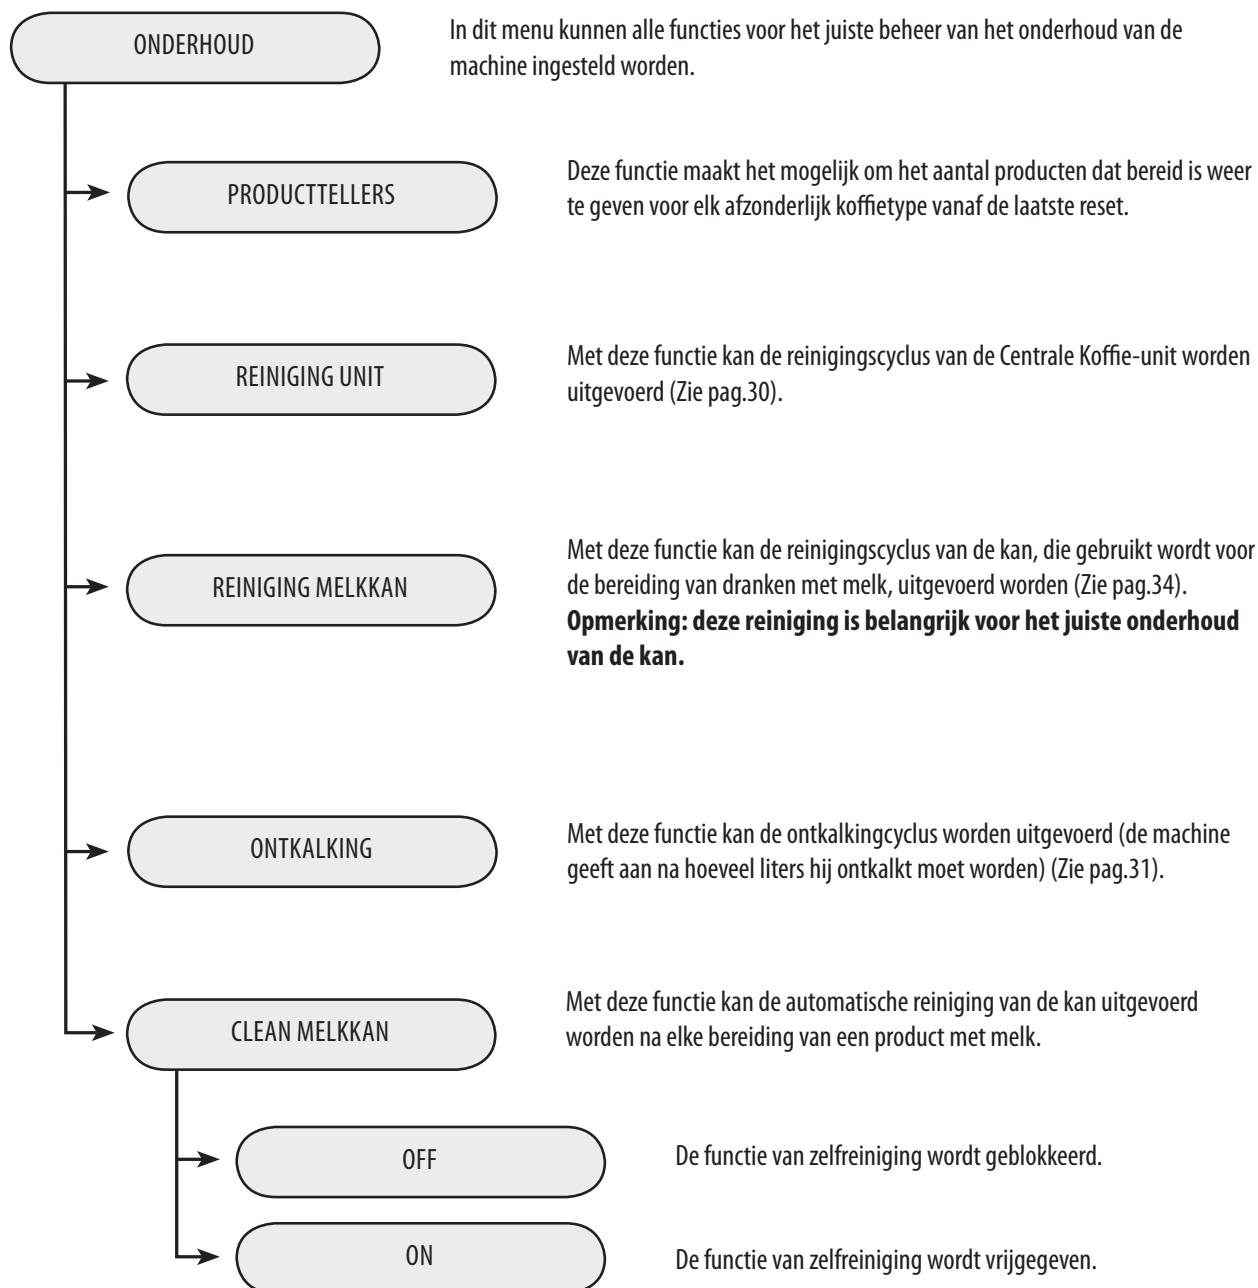 ONDERHOUD
In dit menu kunnen alle functies voor het juiste beheer van het onderhoud van de
machine ingesteld worden.
PRODUCTTELLERS
Deze functie maakt het mogelijk om het aantal producten dat bereid is weer
te geven voor elk afzonderlijk koffietype vanaf de laatste reset.
REINIGING UNIT
Met deze functie kan de reinigingscyclus van de Centrale Koffie-unit worden
uitgevoerd (Zie pag.30).
REINIGING MELKKAN
Met deze functie kan de reinigingscyclus van de kan, die gebruikt wordt voor
de bereiding van dranken met melk, uitgevoerd worden (Zie pag.34).
Opmerking: deze reiniging is belangrijk voor het juiste onderhoud
van de kan.
ONTKALKING
Met deze functie kan de ontkalkingcyclus worden uitgevoerd (de machine
geeft aan na hoeveel liters hij ontkalkt moet worden) (Zie pag.31).
CLEAN MELKKAN
Met deze functie kan de automatische reiniging van de kan uitgevoerd
worden na elke bereiding van een product met melk.
OFF
De functie van zelfreiniging wordt geblokkeerd.
ON
De functie van zelfreiniging wordt vrijgegeven.